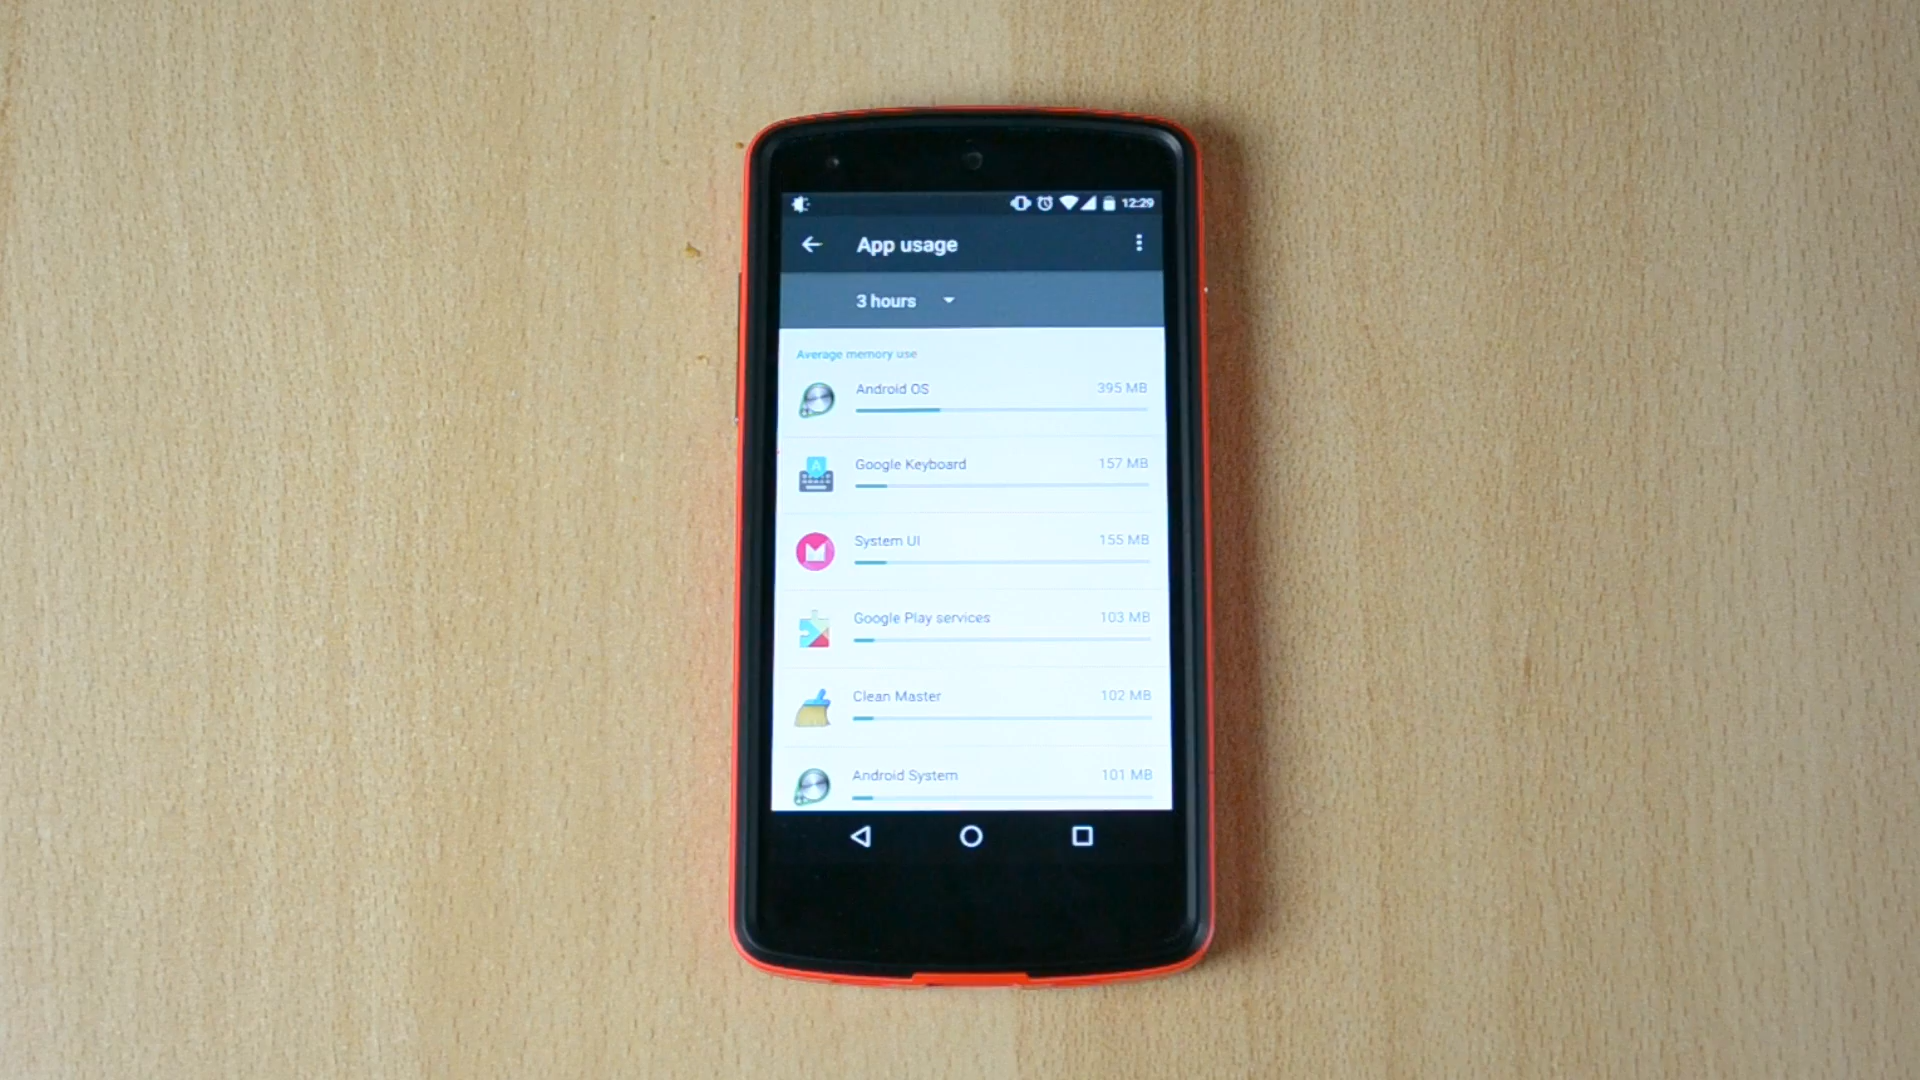 12:29
App usage
3 hours
Average memory use
Android OS 395 MB
Google Keyboard 157 MB
System UI 155 MB
Google Play services 103 MB
Clean Master 102 MB
Android System 101 MB